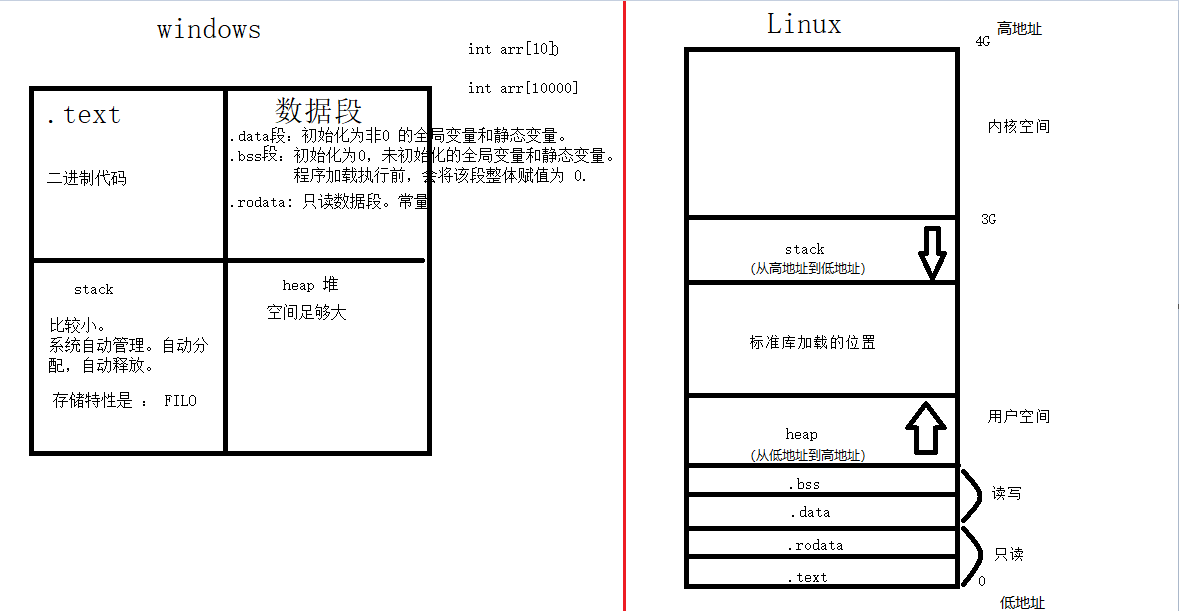 windows
int arr[10]0
int arr[10000]
.text
二进制代码
数据段
.data段：初始化为非0 的全局变量和静态变量。
.bss段：初始化为0，未初始化的全局变量和静态变量。
程序加载执行前，会将该段整体赋值为 0.
.rodata: 只读数据段。常量
stack
比较小。
系统自动管理。自动分
配，自动释放。
存储特性是 ： FILO
heap 堆
空间足够大
Linux
高地址
4G
内核空间
3G
stack
(从高地址到低地址)
标准库加载的位置
用户空间
heap
(从低地址到高地址)
.bss
读写
.data
.rodata
只读
.text
0
低地址